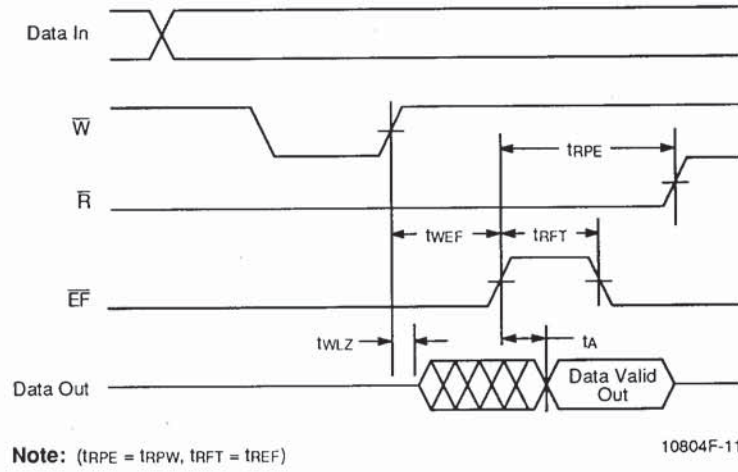 Data In
W
tRPE
R
tWEF
tRFT
EF
tWLZ
tA
Data Out
Data Valid
Out
Note: (tRPE = tRPW, tRFT = tREF)
10804F-11